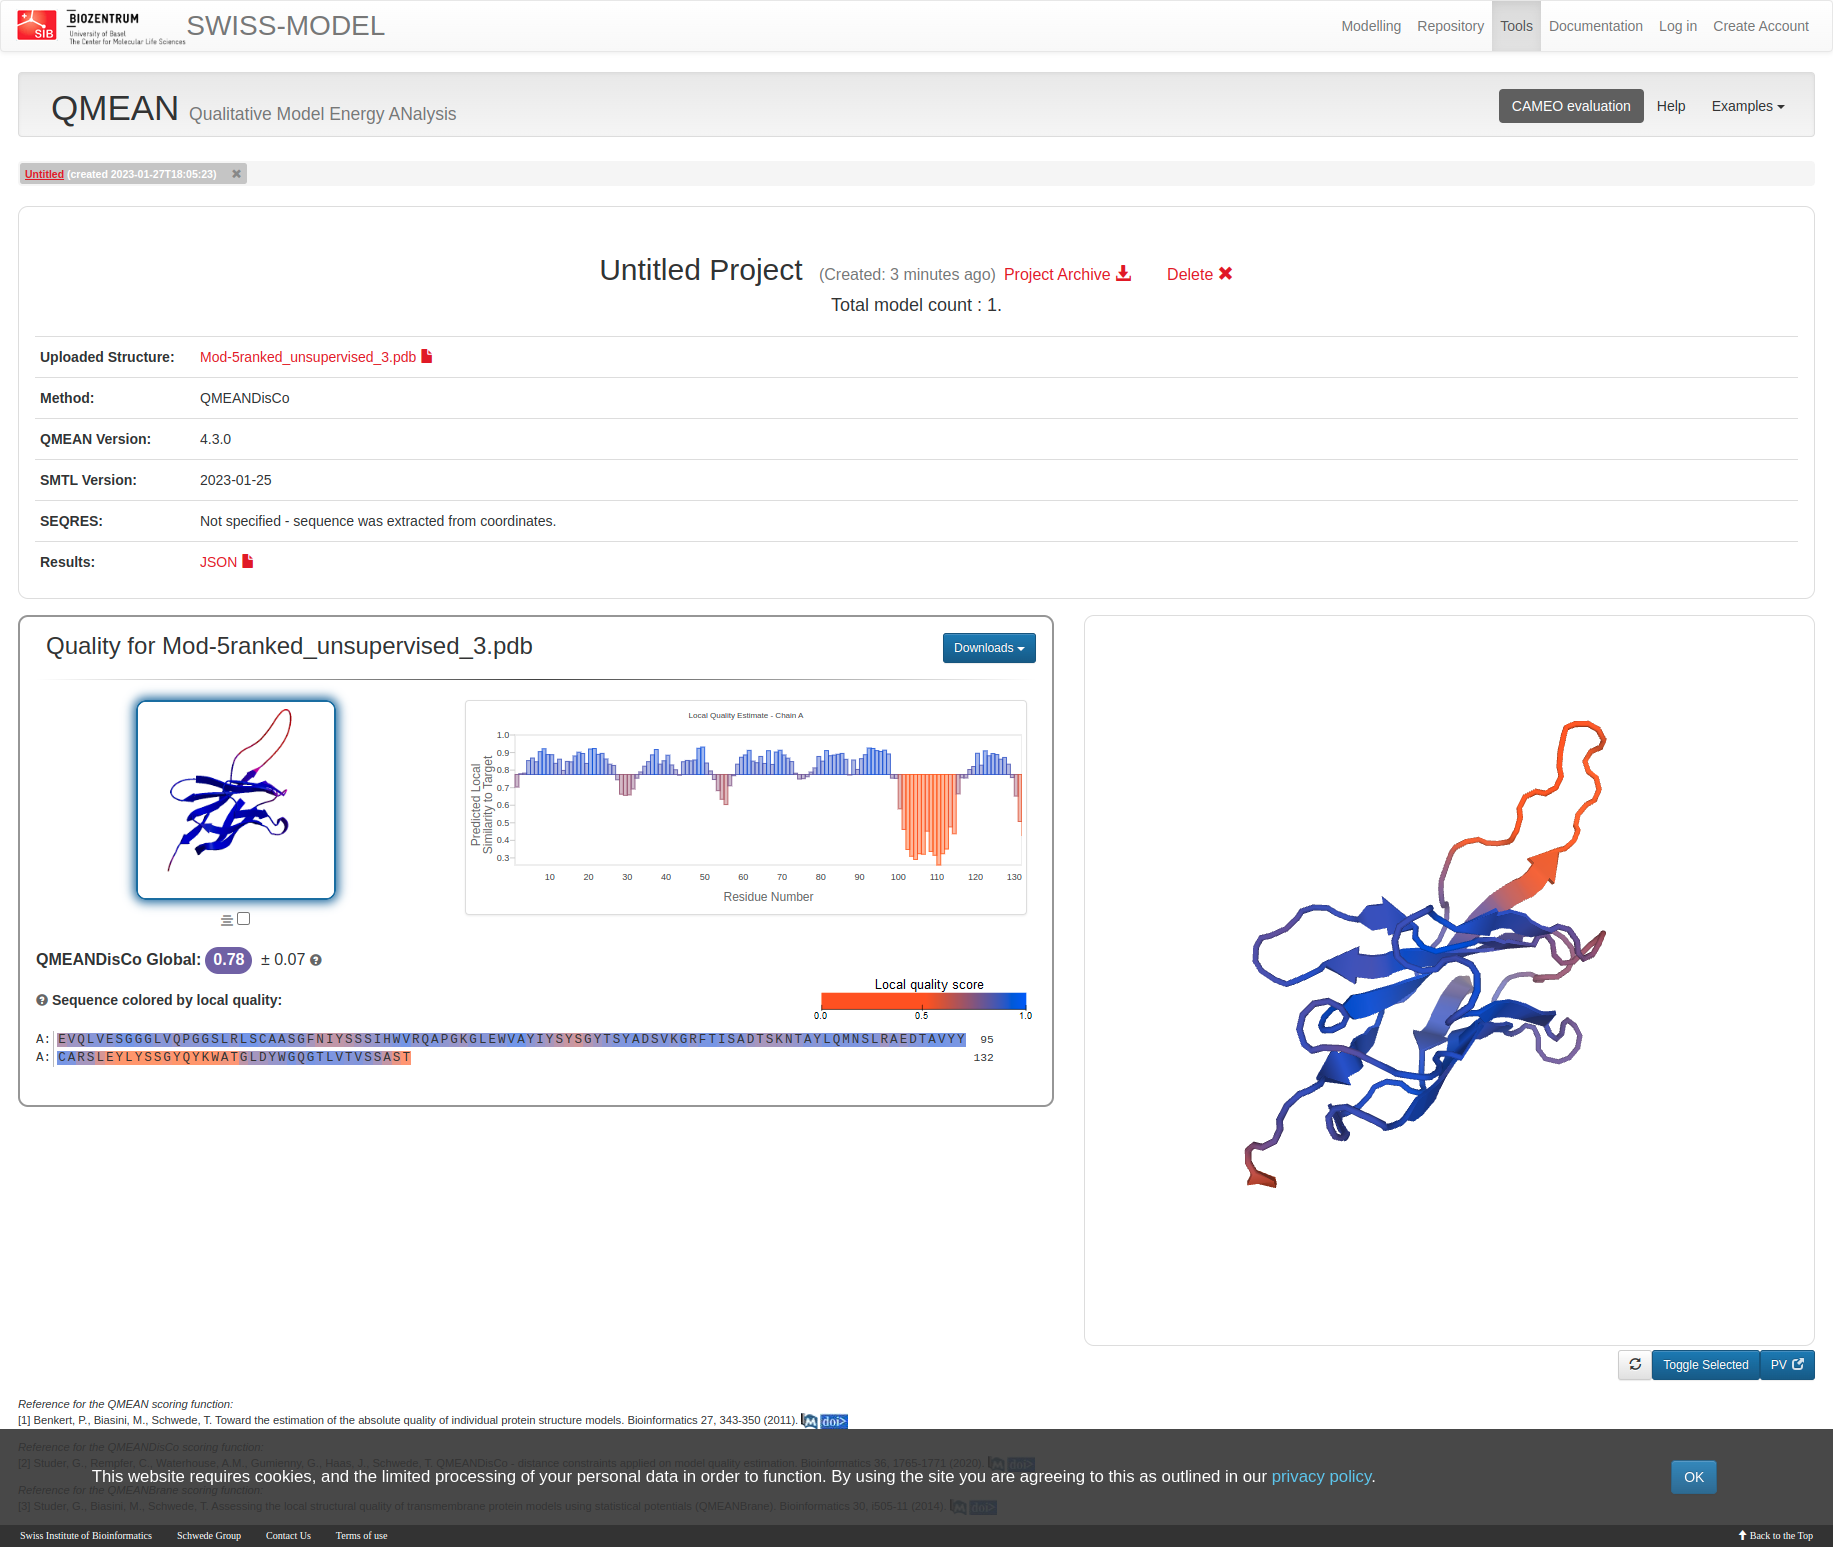 SIB
BIOZENTRUM
University of Basel
The Center for Molecular Life Sciences
SWISS-MODEL
Modelling Repository Tools Documentation Log in Create Account
QMEAN Qualitative Model Energy ANalysis
CAMEO evaluation Help Examples
Untitled (created 2023-01-27T18:05:23)
Untitled Project (Created: 3 minutes ago) Project Archive Delete
Total model count : 1.
Uploaded Structure: Mod-5ranked_unsupervised_3.pdb
Method: QMEANDisCo
QMEAN Version: 4.3.0
SMTL Version: 2023-01-25
SEQRES: Not specified - sequence was extracted from coordinates.
Results: JSON
Quality for Mod-5ranked_unsupervised_3.pdb
Downloads
Local Quality Estimate - Chain A
Predicted Local
Similarity to Target
1.0
0.9
0.8
0.7
0.6
0.5
0.4
0.3
10 20 30 40 50 60 70 80 90 100 110 120 130
Residue Number
QMEANDisCo Global: 0.78 ± 0.07
Sequence colored by local quality:
Local quality score
0.0 0.5 1.0
A: EVQLVESGGGLVQPGGSLRLSCAASGFNIYSSSIHWVRQAPGKGLEWVAYIYSYSGYTSYADSVKGRFTISADTSKNTAYLQMNSLRAEDTAVYY 95
A: CARSLEYLYSSGYQYKWATGLDYWGQGTLVTVSSAST 132
Toggle Selected PV
Reference for the QMEAN scoring function:
[1] Benkert, P., Biasini, M., Schwede, T. Toward the estimation of the absolute quality of individual protein structure models. Bioinformatics 27, 343-350 (2011). M doi>
Reference for the QMEANDisCo scoring function:
[2] Studer, G., Rempfer, C., Waterhouse, A.M., Gumienny, G., Haas, J., Schwede, T. QMEANDisCo - distance constraints applied on model quality estimation. Bioinformatics 36, 1765-1771 (2020). M doi>
This website requires cookies, and the limited processing of your personal data in order to function. By using the site you are agreeing to this as outlined in our privacy policy.
OK
Reference for the QMEANBrane scoring function:
[3] Studer, G., Biasini, M., Schwede, T. Assessing the local structural quality of transmembrane protein models using statistical potentials (QMEANBrane). Bioinformatics 30, i505-11 (2014). M doi>
Swiss Institute of Bioinformatics Schwede Group Contact Us Terms of use
Back to the Top